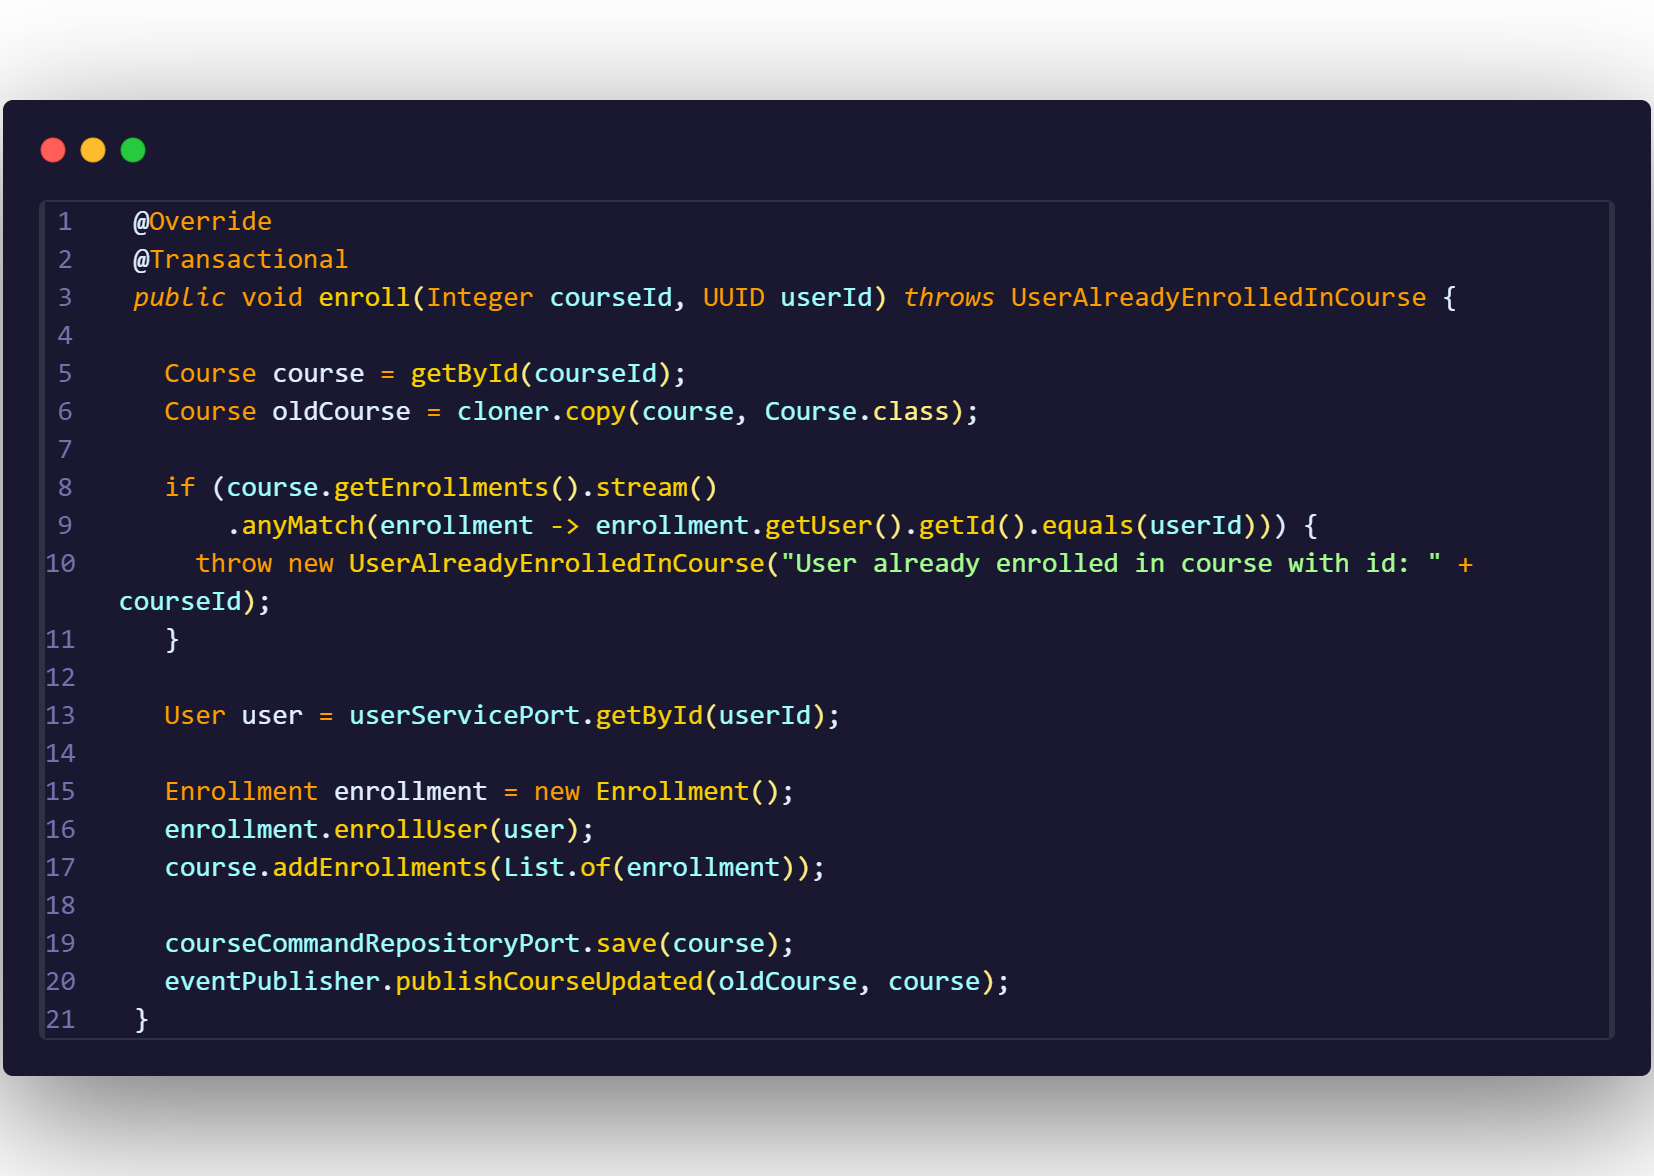 1 @Override
2 @Transactional
3 public void enroll(Integer courseId, UUID userId) throws UserAlreadyEnrolledInCourse {
4
5 Course course = getById(courseId);
6 Course oldCourse = cloner.copy(course, Course.class);
7
8 if (course.getEnrollments().stream()
9 .anyMatch(enrollment -> enrollment.getUser().getId().equals(userId))) {
10 throw new UserAlreadyEnrolledInCourse("User already enrolled in course with id: " +
courseId);
11 }
12
13 User user = userServicePort.getById(userId);
14
15 Enrollment enrollment = new Enrollment();
16 enrollment.enrollUser(user);
17 course.addEnrollments(List.of(enrollment));
18
19 courseCommandRepositoryPort.save(course);
20 eventPublisher.publishCourseUpdated(oldCourse, course);
21 }